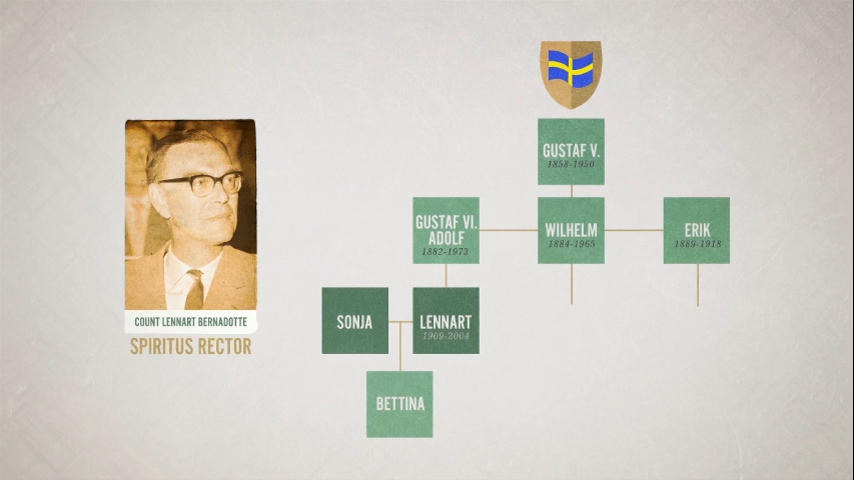 GUSTAF V.
1858-1950
GUSTAF VI.
ADOLF
1882-1973
WILHELM
1884-1965
ERIK
1889-1918
SONJA
LENNART
1909-2004
BETTINA
COUNT LENNART BERNADOTTE
SPIRITUS RECTOR